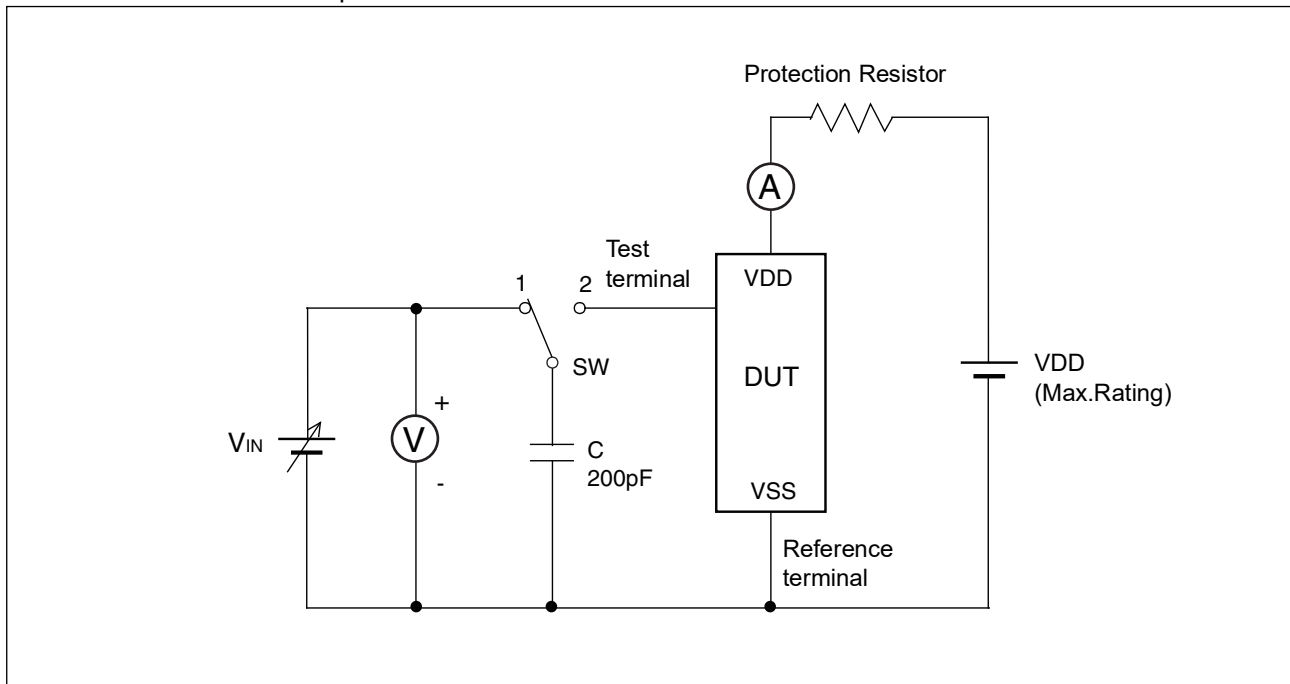 Protection Resistor
A
Test
terminal
1
2
VDD
SW
DUT
VDD
(Max.Rating)
+
VIN
V
C
200pF
-
VSS
Reference
terminal